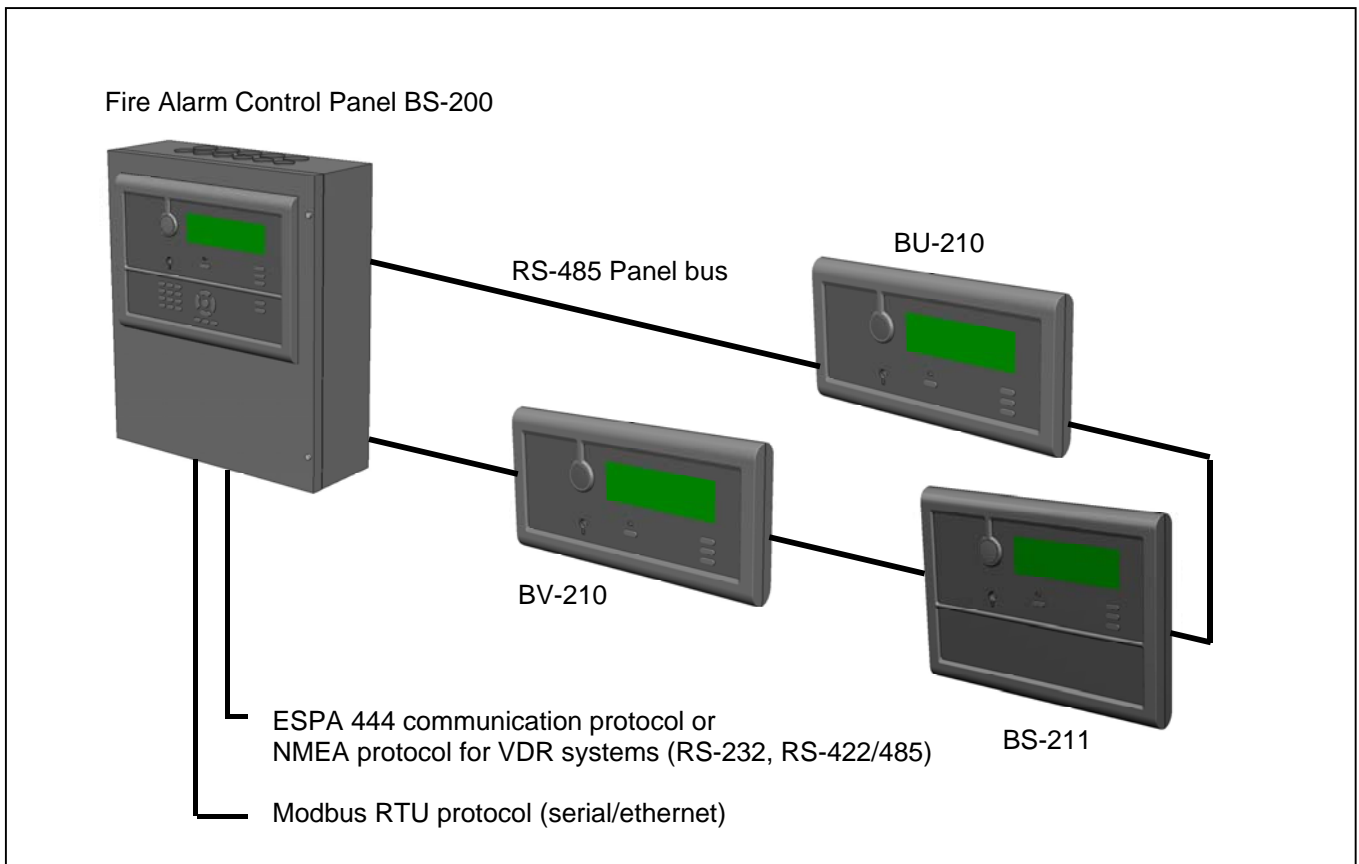 Fire Alarm Control Panel BS-200
RS-485 Panel bus
BU-210
BV-210
BS-211
ESPA 444 communication protocol or
NMEA protocol for VDR systems (RS-232, RS-422/485)
Modbus RTU protocol (serial/ethernet)